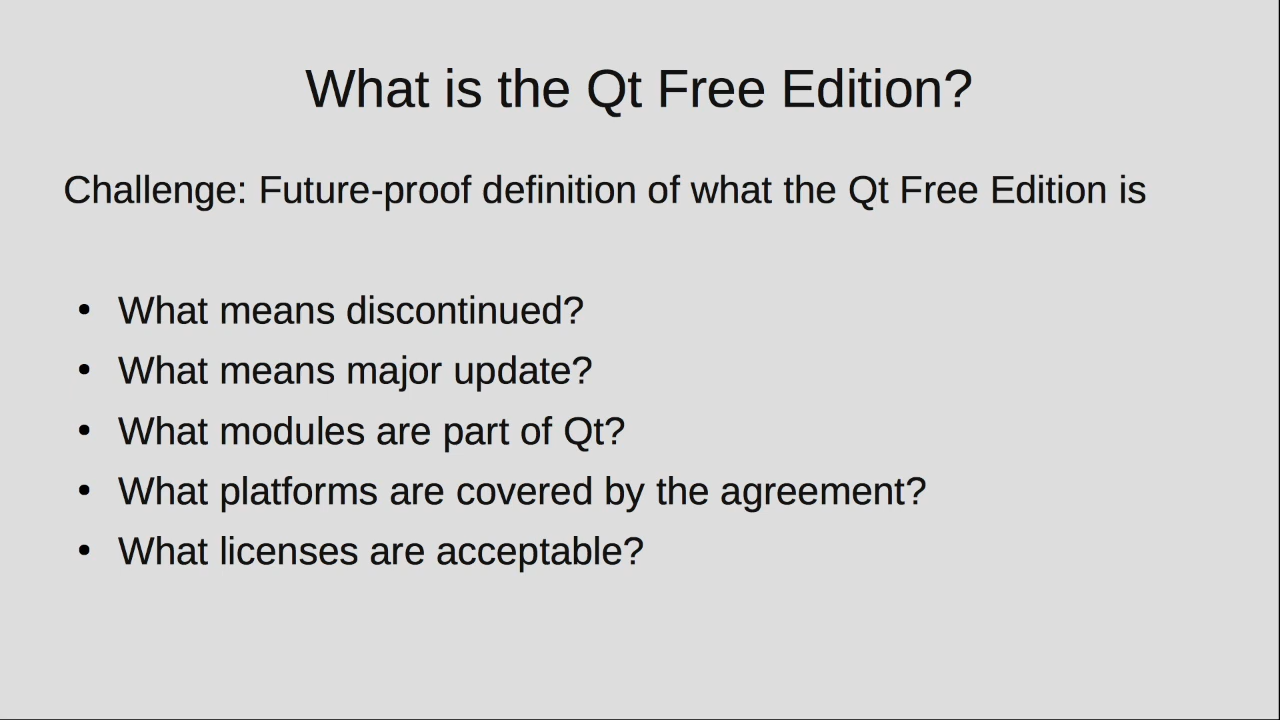 What is the Qt Free Edition?
Challenge: Future-proof definition of what the Qt Free Edition is
• What means discontinued?
• What means major update?
• What modules are part of Qt?
• What platforms are covered by the agreement?
• What licenses are acceptable?